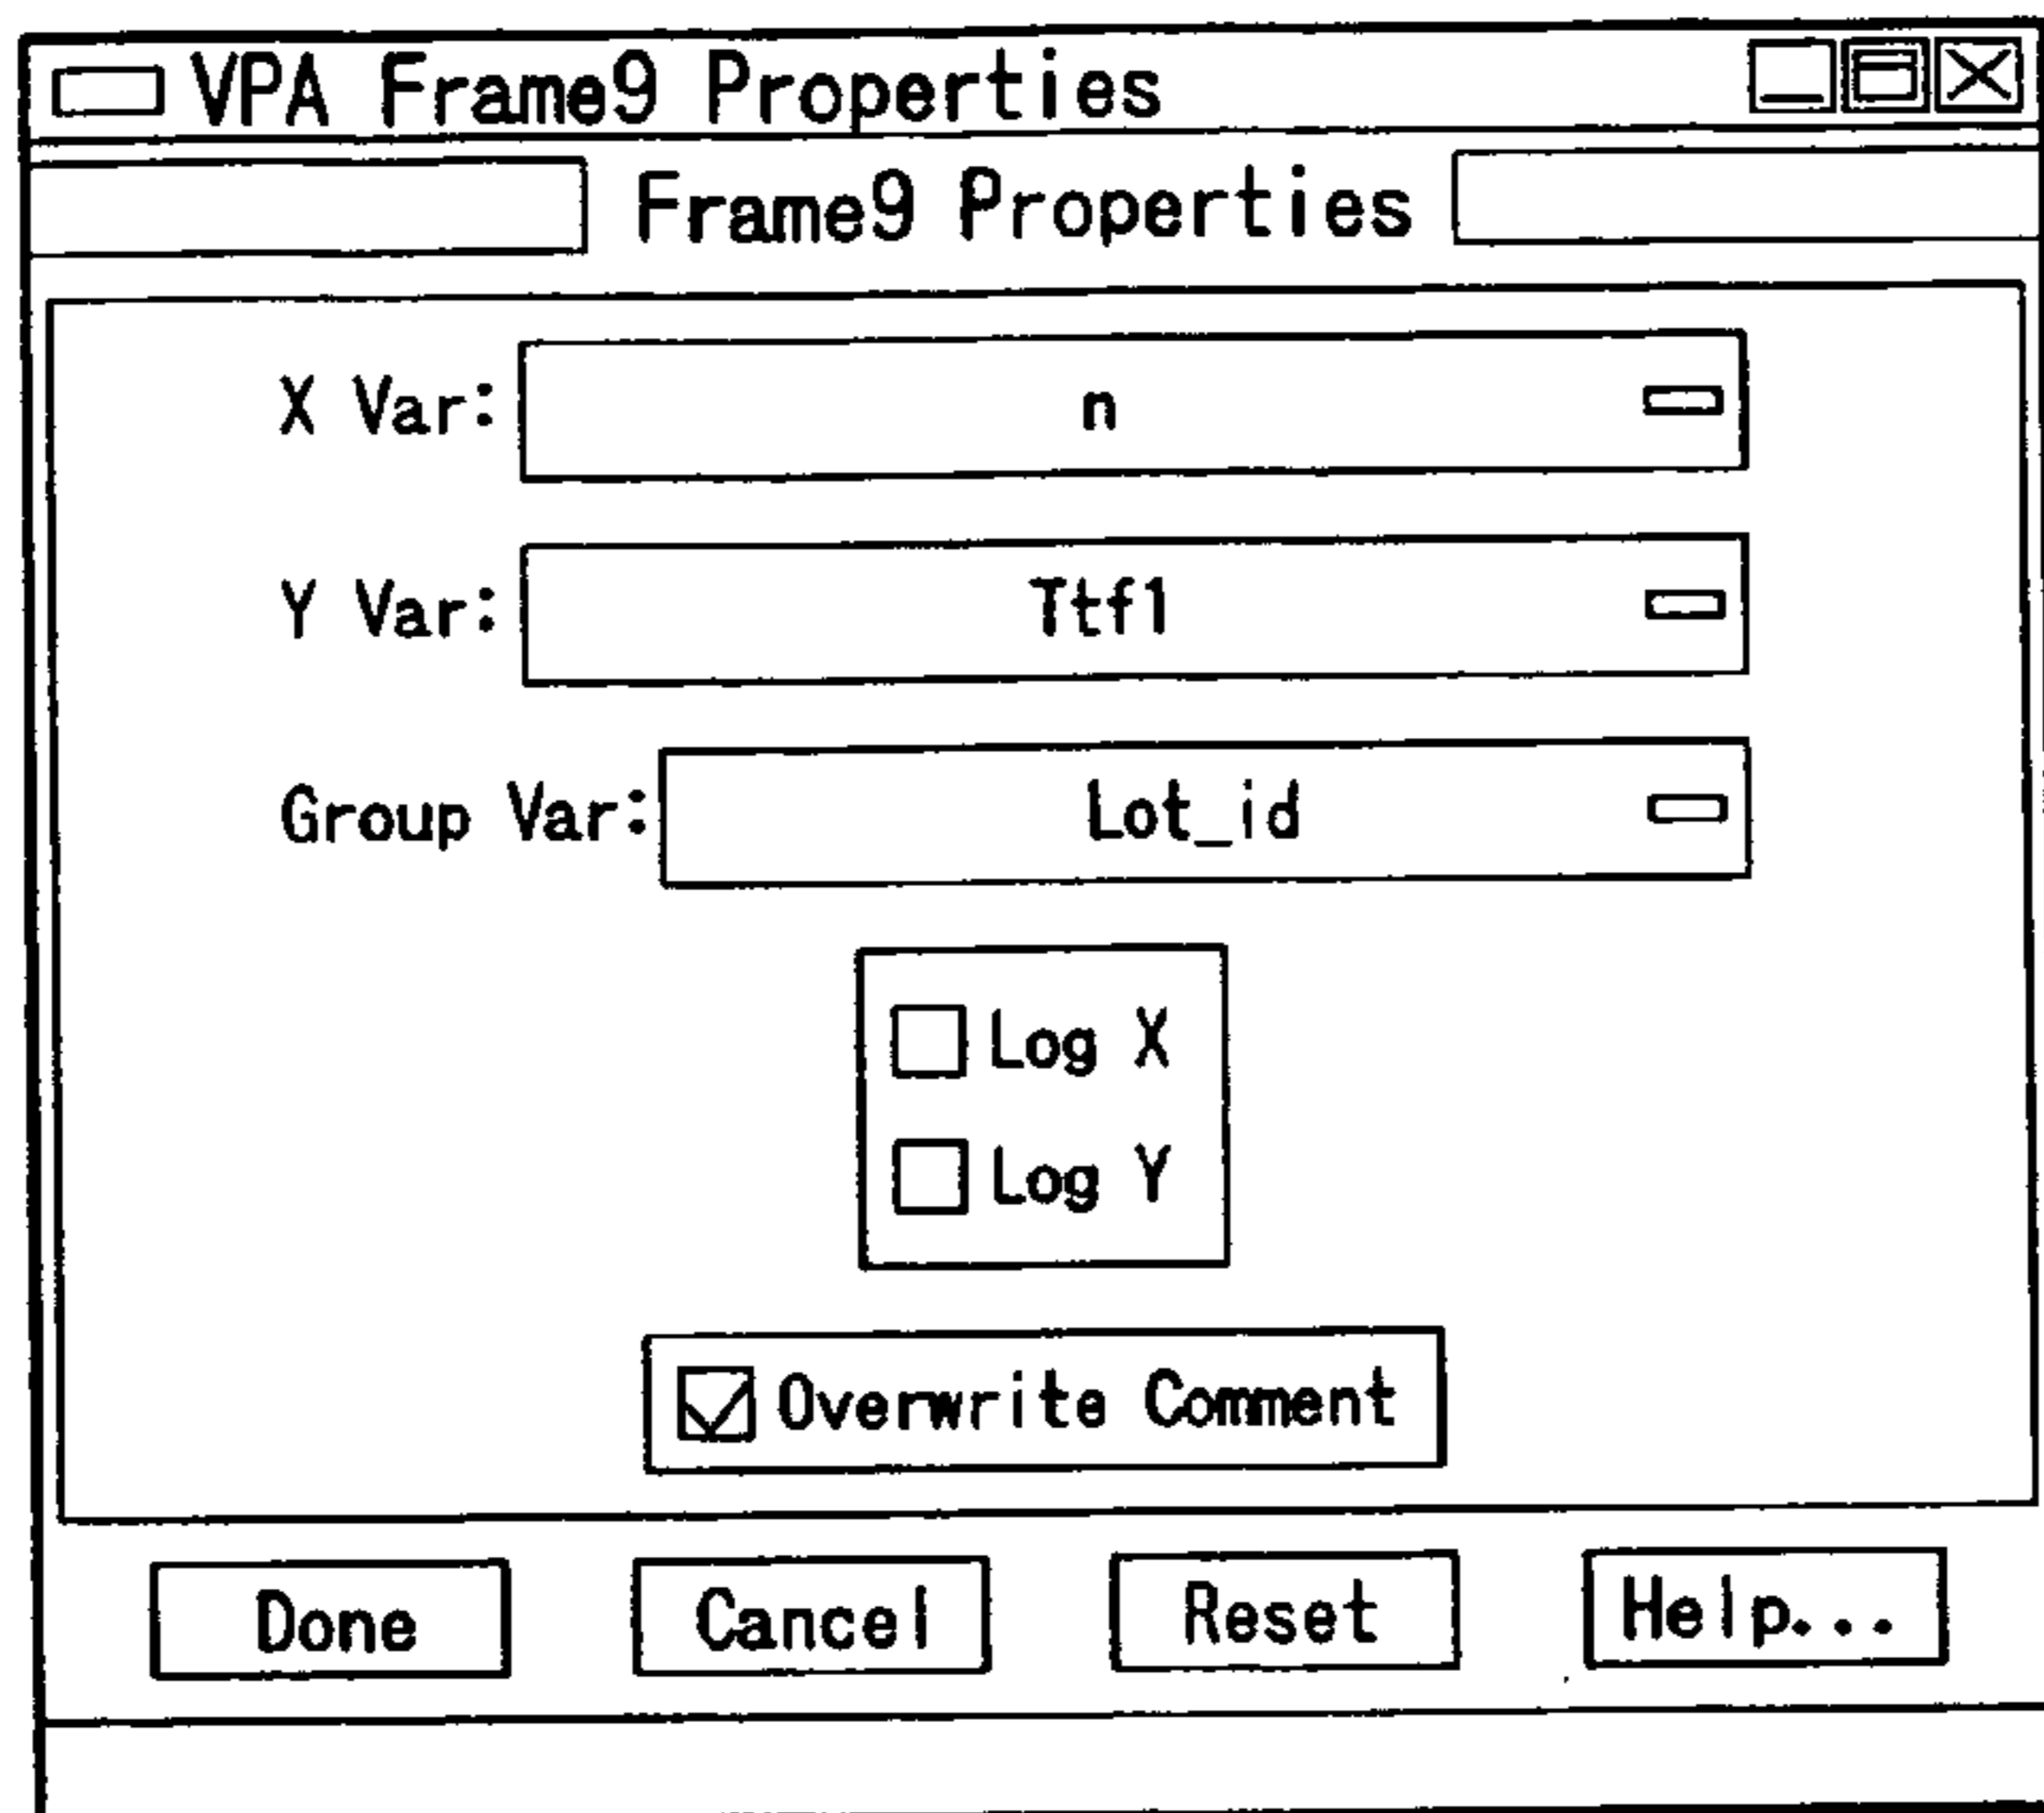 VPA Frame9 Properties
Frame9 Properties
X Var: n
Y Var: Ttf1
Group Var: Lot_id
Log X
Log Y
Overwrite Comment
Done Cancel Reset Help...